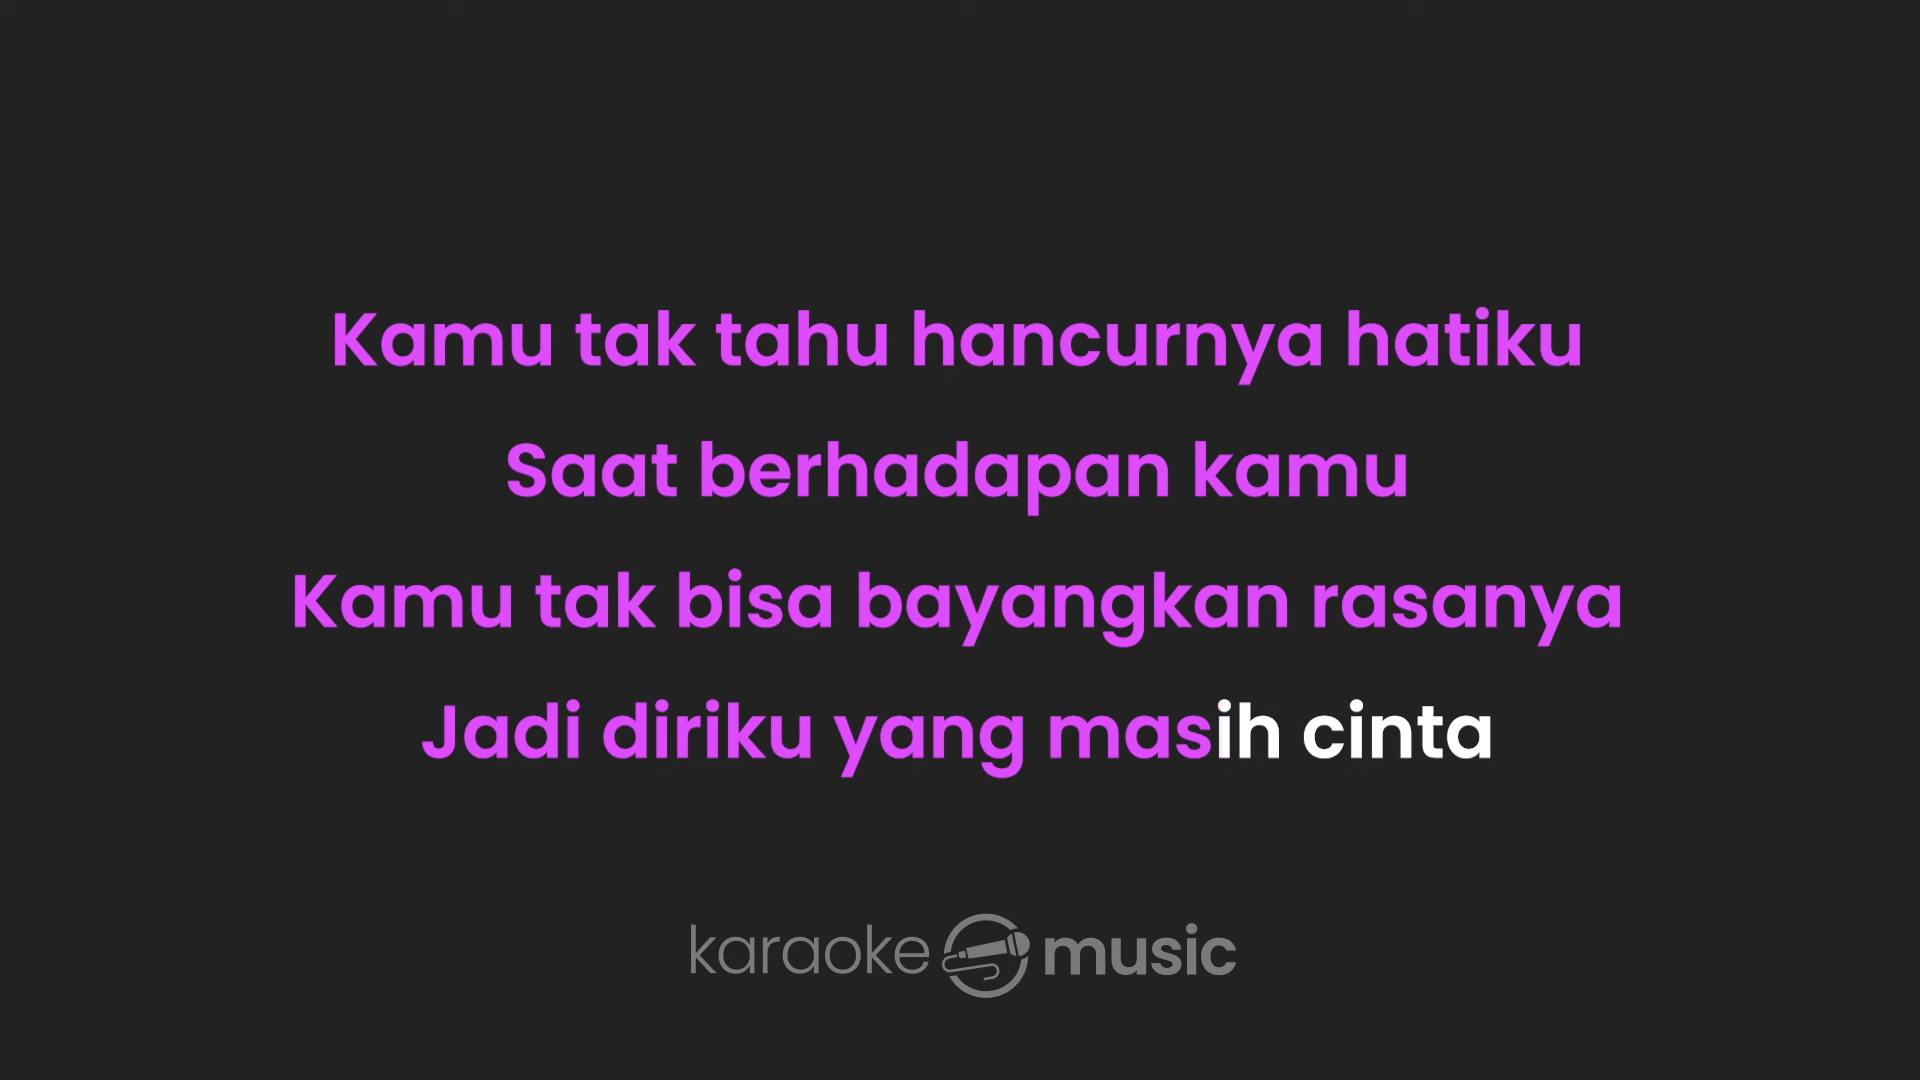 Kamu tak tahu hancurnya hatiku
Saat berhadapan kamu
Kamu tak bisa bayangkan rasanya
Jadi diriku yang masih cinta
karaoke music